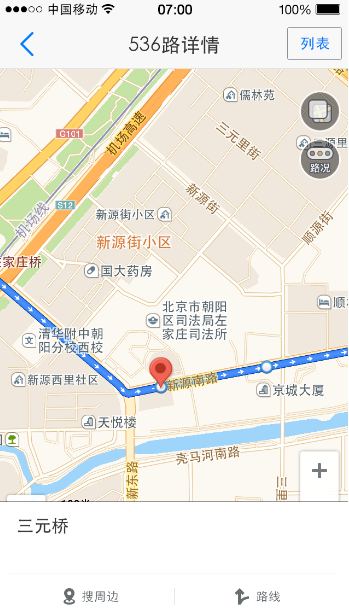 中国移动 07:00 100%
536路详情
列表
儒林苑
G101
机场高速
三元里街
新源里
路况
S12
新源街
机场线
新源街小区
顺源街
新源街小区
家庄桥
国大药房
北京市朝阳
区司法局左
家庄司法所
顺
清华附中朝
阳分校西校
新源西里社区
新源南路
京城大厦
天悦楼
亮马河南路
新东路
三里
三元桥
搜周边
路线